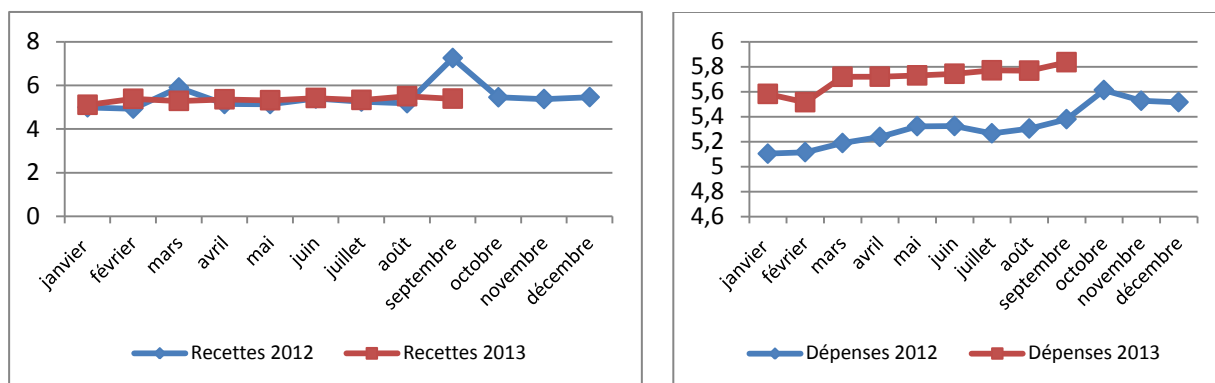 8
6
4
2
0
janvier
février
mars
avril
mai
juin
juillet
août
septembre
octobre
novembre
décembre
Recettes 2012
Recettes 2013
6
5,8
5,6
5,4
5,2
5
4,8
4,6
janvier
février
mars
avril
mai
juin
juillet
août
septembre
octobre
novembre
décembre
Dépenses 2012
Dépenses 2013